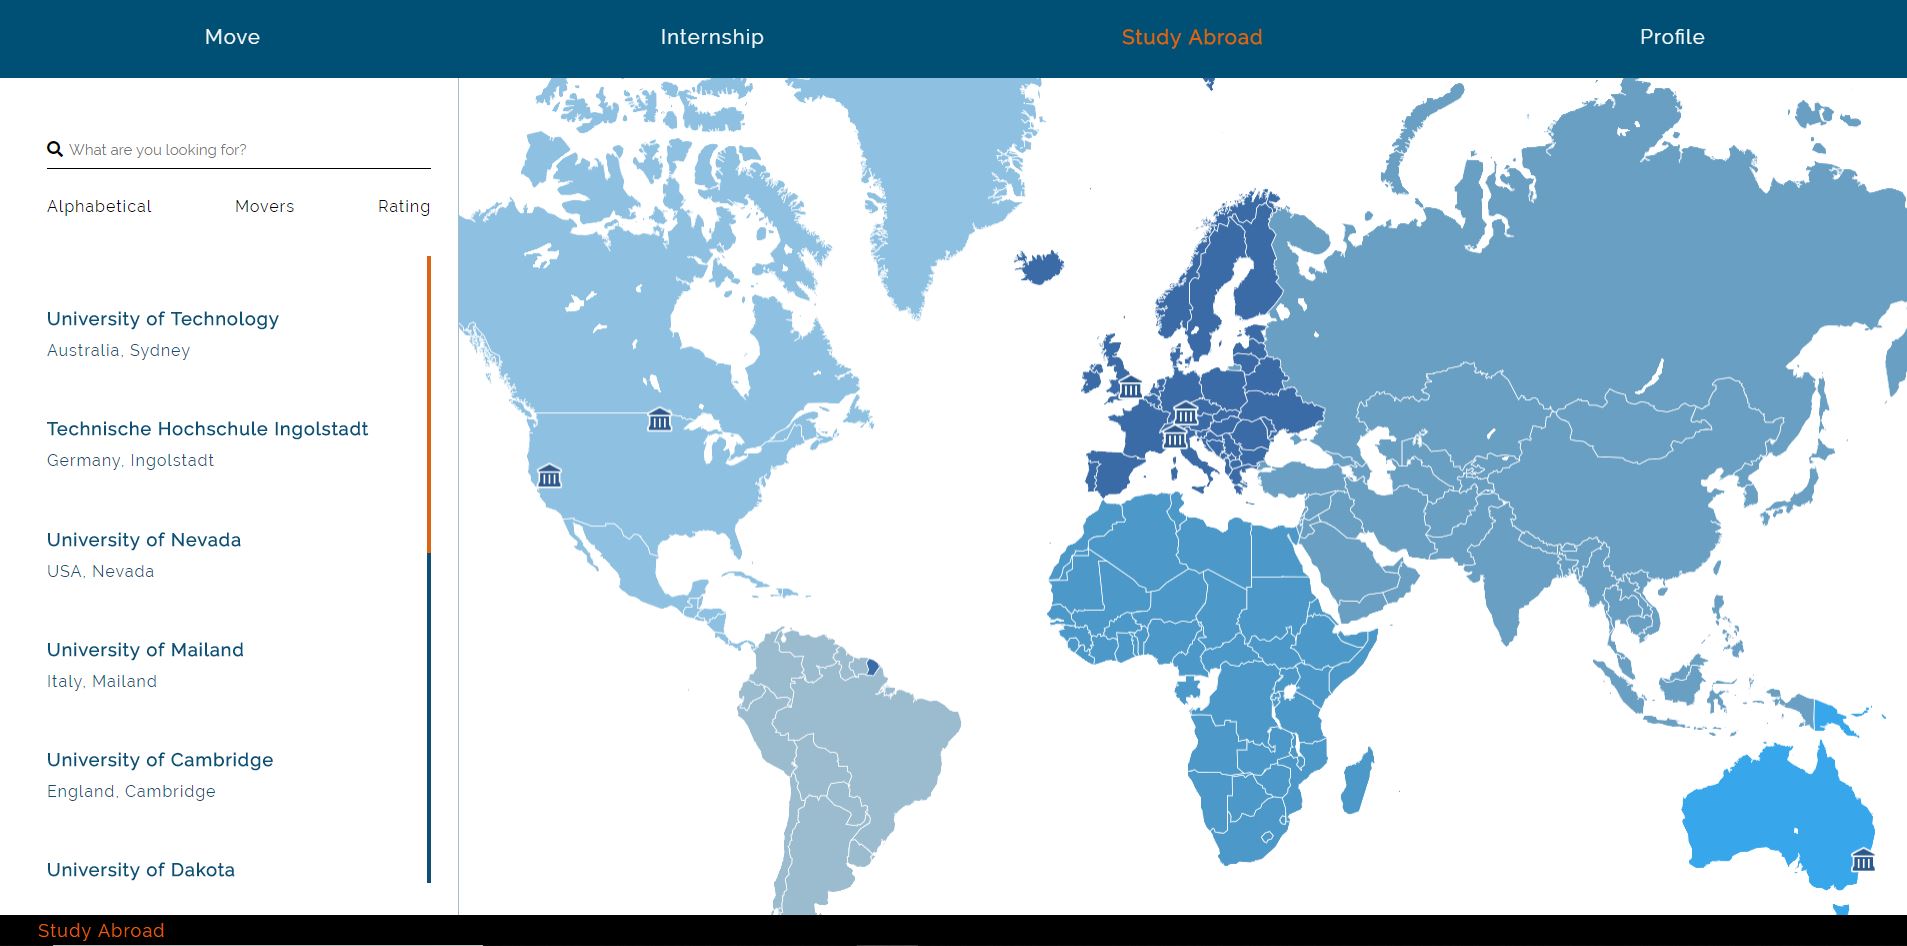 Move
Internship
Study Abroad
Profile
What are you looking for?
Alphabetical
Movers
Rating
University of Technology
Australia, Sydney
Technische Hochschule Ingolstadt
Germany, Ingolstadt
University of Nevada
USA, Nevada
University of Mailand
Italy, Mailand
University of Cambridge
England, Cambridge
University of Dakota
Study Abroad